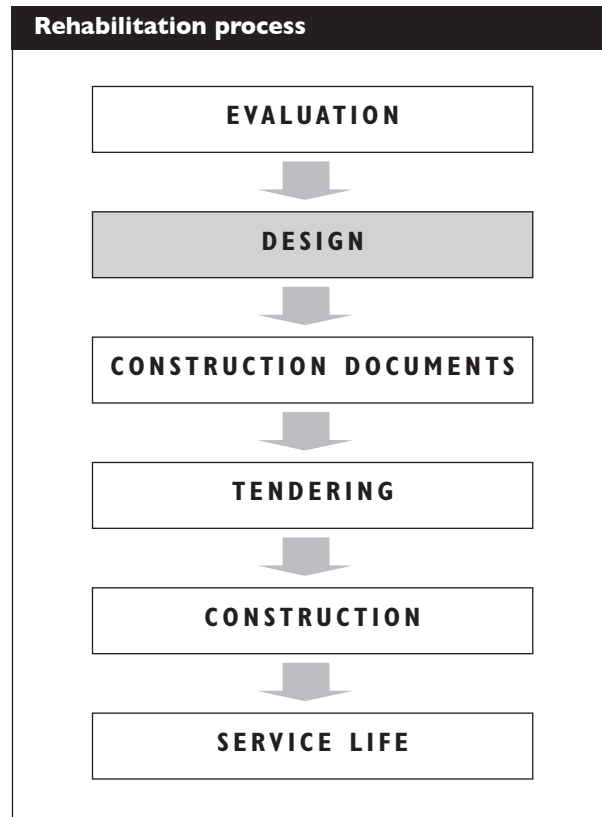 Rehabilitation process
EVALUATION
DESIGN
CONSTRUCTION DOCUMENTS
TENDERING
CONSTRUCTION
SERVICE LIFE